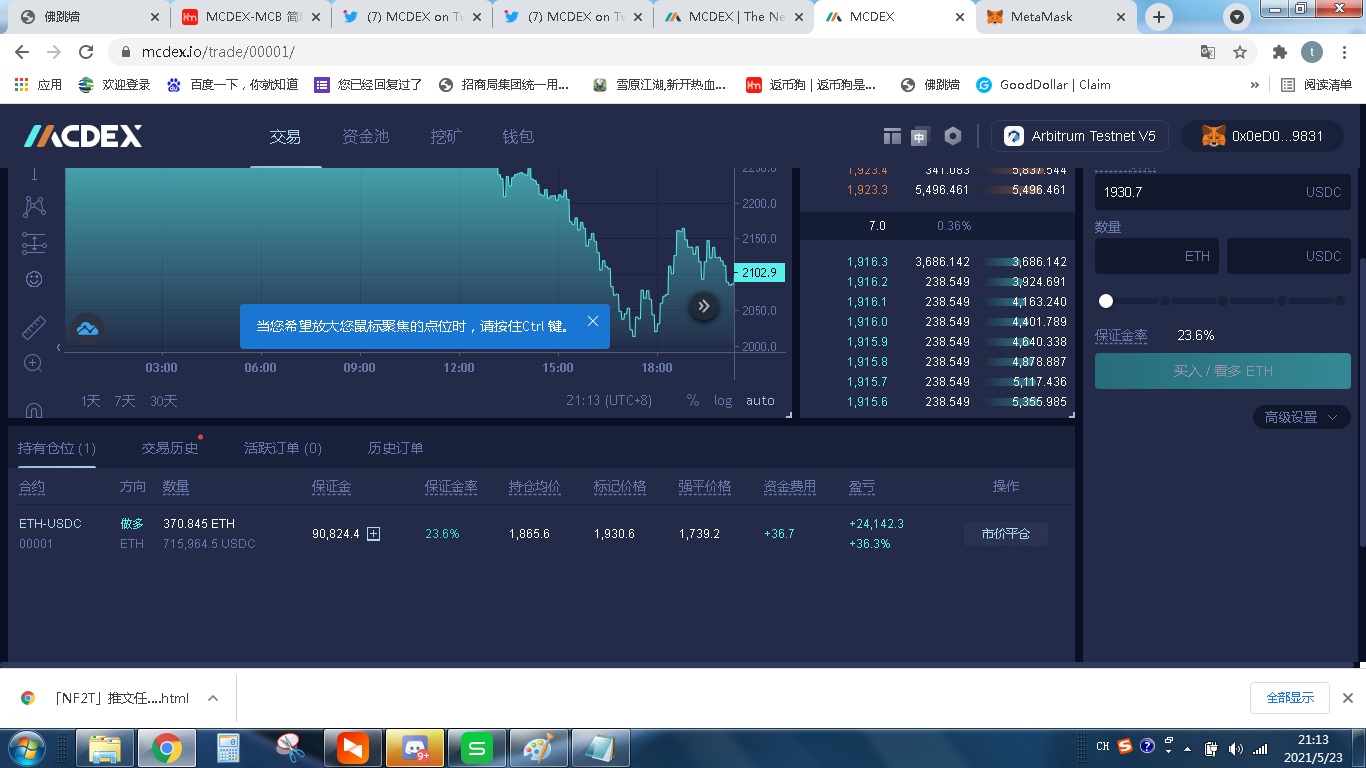 佛跳墙
MCDEX-MCB 简单
(7) MCDEX on Tw
(7) MCDEX on Tw
MCDEX | The Ne
MCDEX
MetaMask
mcdex.io/trade/00001/
应用
欢迎登录
百度一下，你就知道
您已经回复过了
招商局集团统一用...
雪原江湖,新开热血...
返币狗 | 返币狗是...
佛跳墙
GoodDollar | Claim
»
阅读清单
MCDEX
交易
资金池
挖矿
钱包
中
Arbitrum Testnet V5
0x0eD0...9831
2200.0
2150.0
2102.9
2050.0
2000.0
当您希望放大您鼠标聚焦的点位时，请按住Ctrl 键。
03:00 06:00 09:00 12:00 15:00 18:00
1天 7天 30天
21:13 (UTC+8) % log auto
1,923.4 341.083 5,837.544
1,923.3 5,496.461 5,496.461
7.0 0.36%
1,916.3 3,686.142 3,686.142
1,916.2 238.549 3,924.691
1,916.1 238.549 4,163.240
1,916.0 238.549 4,401.789
1,915.9 238.549 4,640.338
1,915.8 238.549 4,878.887
1,915.7 238.549 5,117.436
1,915.6 238.549 5,355.985
1930.7 USDC
数量
ETH USDC
保证金率 23.6%
买入 / 看多 ETH
高级设置
持有仓位 (1) 交易历史 活跃订单 (0) 历史订单
合约 方向 数量 保证金 保证金率 持仓均价 标记价格 强平价格 资金费用 盈亏 操作
ETH-USDC 做多 370.845 ETH 90,824.4 23.6% 1,865.6 1,930.6 1,739.2 +36.7 +24,142.3 市价平仓
00001 ETH 715,964.5 USDC +36.3%
「NF2T」推文任....html
全部显示
9+
CH
21:13
2021/5/23